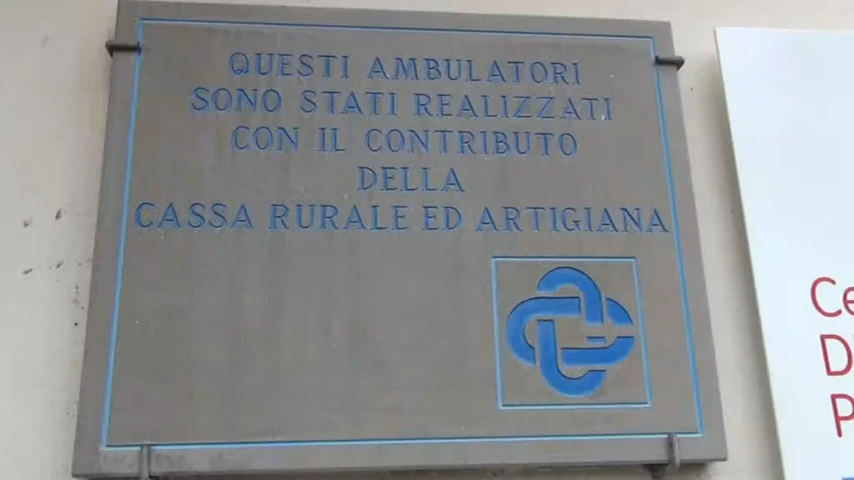 QUESTI AMBULATORI
SONO STATI REALIZZATI
CON IL CONTRIBUTO
DELLA
CASSA RURALE ED ARTIGIANA